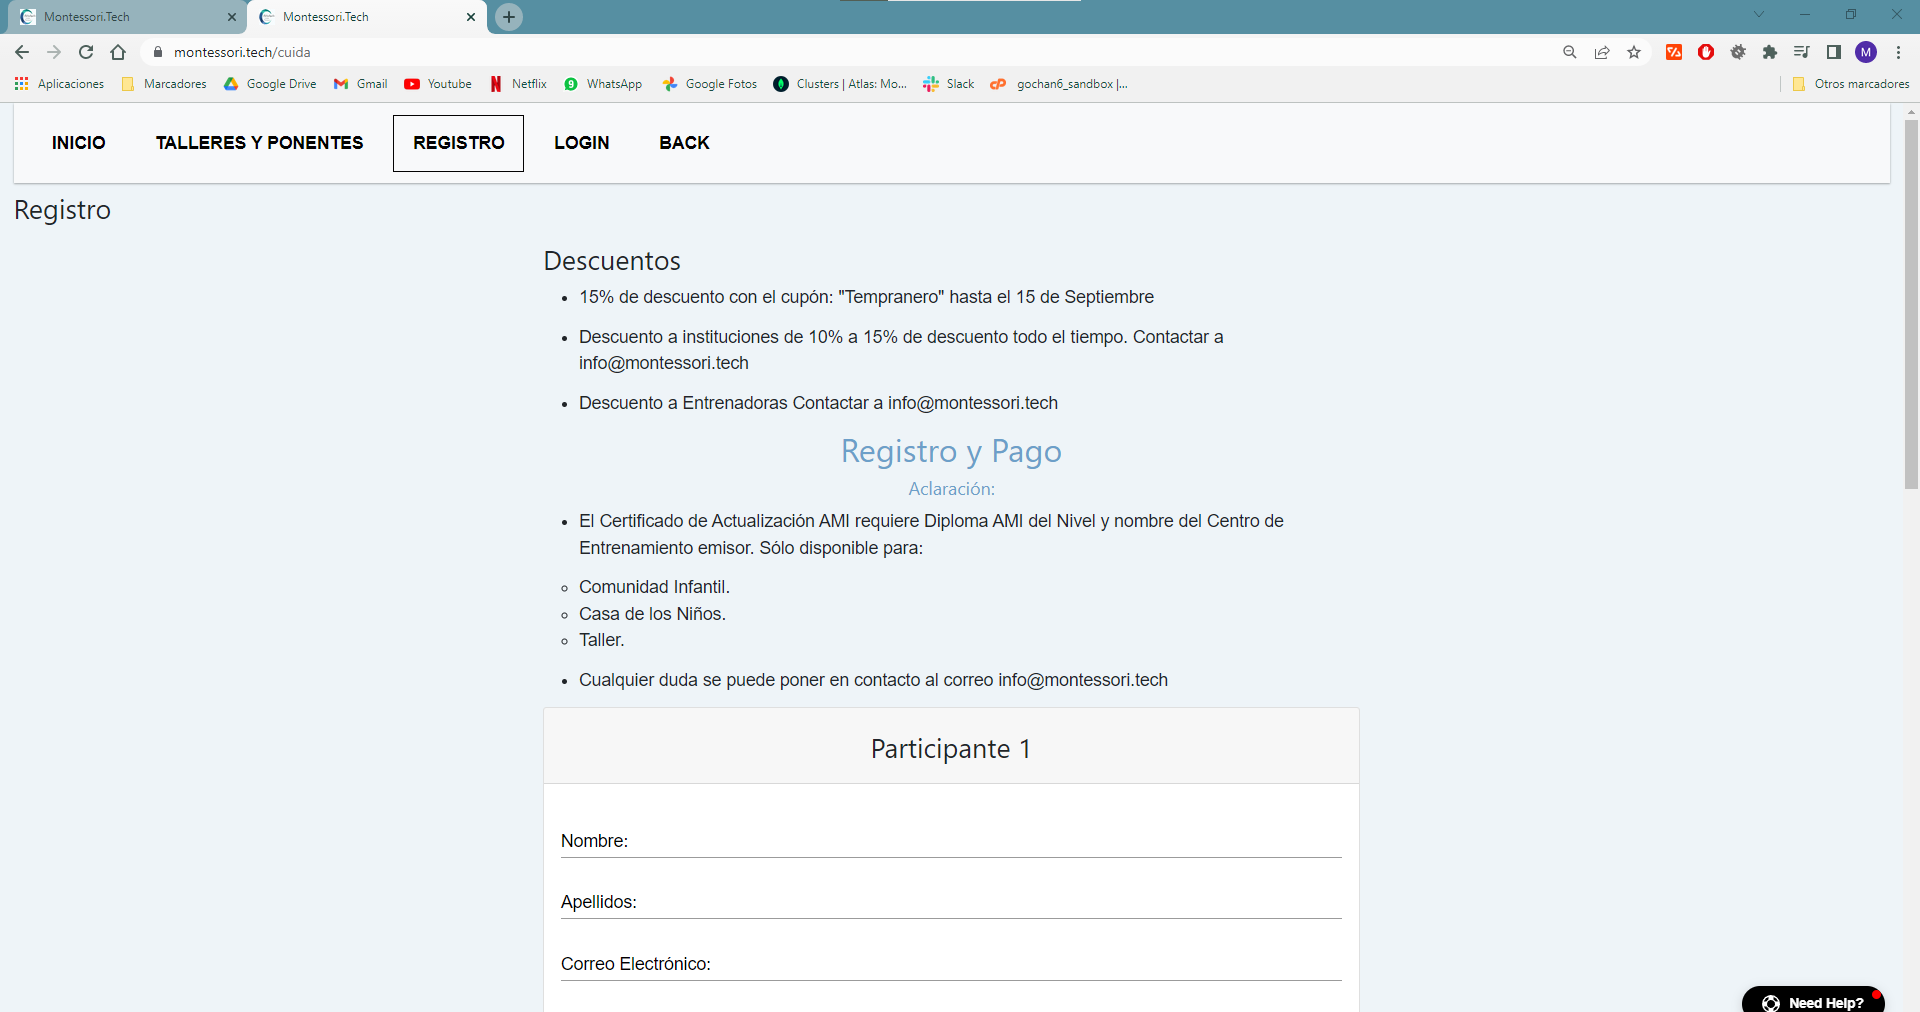 Montessori.Tech
Montessori.Tech
montessori.tech/cuida
M
Aplicaciones
Marcadores
Google Drive
Gmail
Youtube
Netflix
WhatsApp
Google Fotos
Clusters | Atlas: Mo...
Slack
gochan6_sandbox |...
Otros marcadores
INICIO
TALLERES Y PONENTES
REGISTRO
LOGIN
BACK
Registro
Descuentos
15% de descuento con el cupón: "Tempranero" hasta el 15 de Septiembre
Descuento a instituciones de 10% a 15% de descuento todo el tiempo. Contactar a
info@montessori.tech
Descuento a Entrenadoras Contactar a info@montessori.tech
Registro y Pago
Aclaración:
El Certificado de Actualización AMI requiere Diploma AMI del Nivel y nombre del Centro de
Entrenamiento emisor. Sólo disponible para:
Comunidad Infantil.
Casa de los Niños.
Taller.
Cualquier duda se puede poner en contacto al correo info@montessori.tech
Participante 1
Nombre:
Apellidos:
Correo Electrónico:
Need Help?